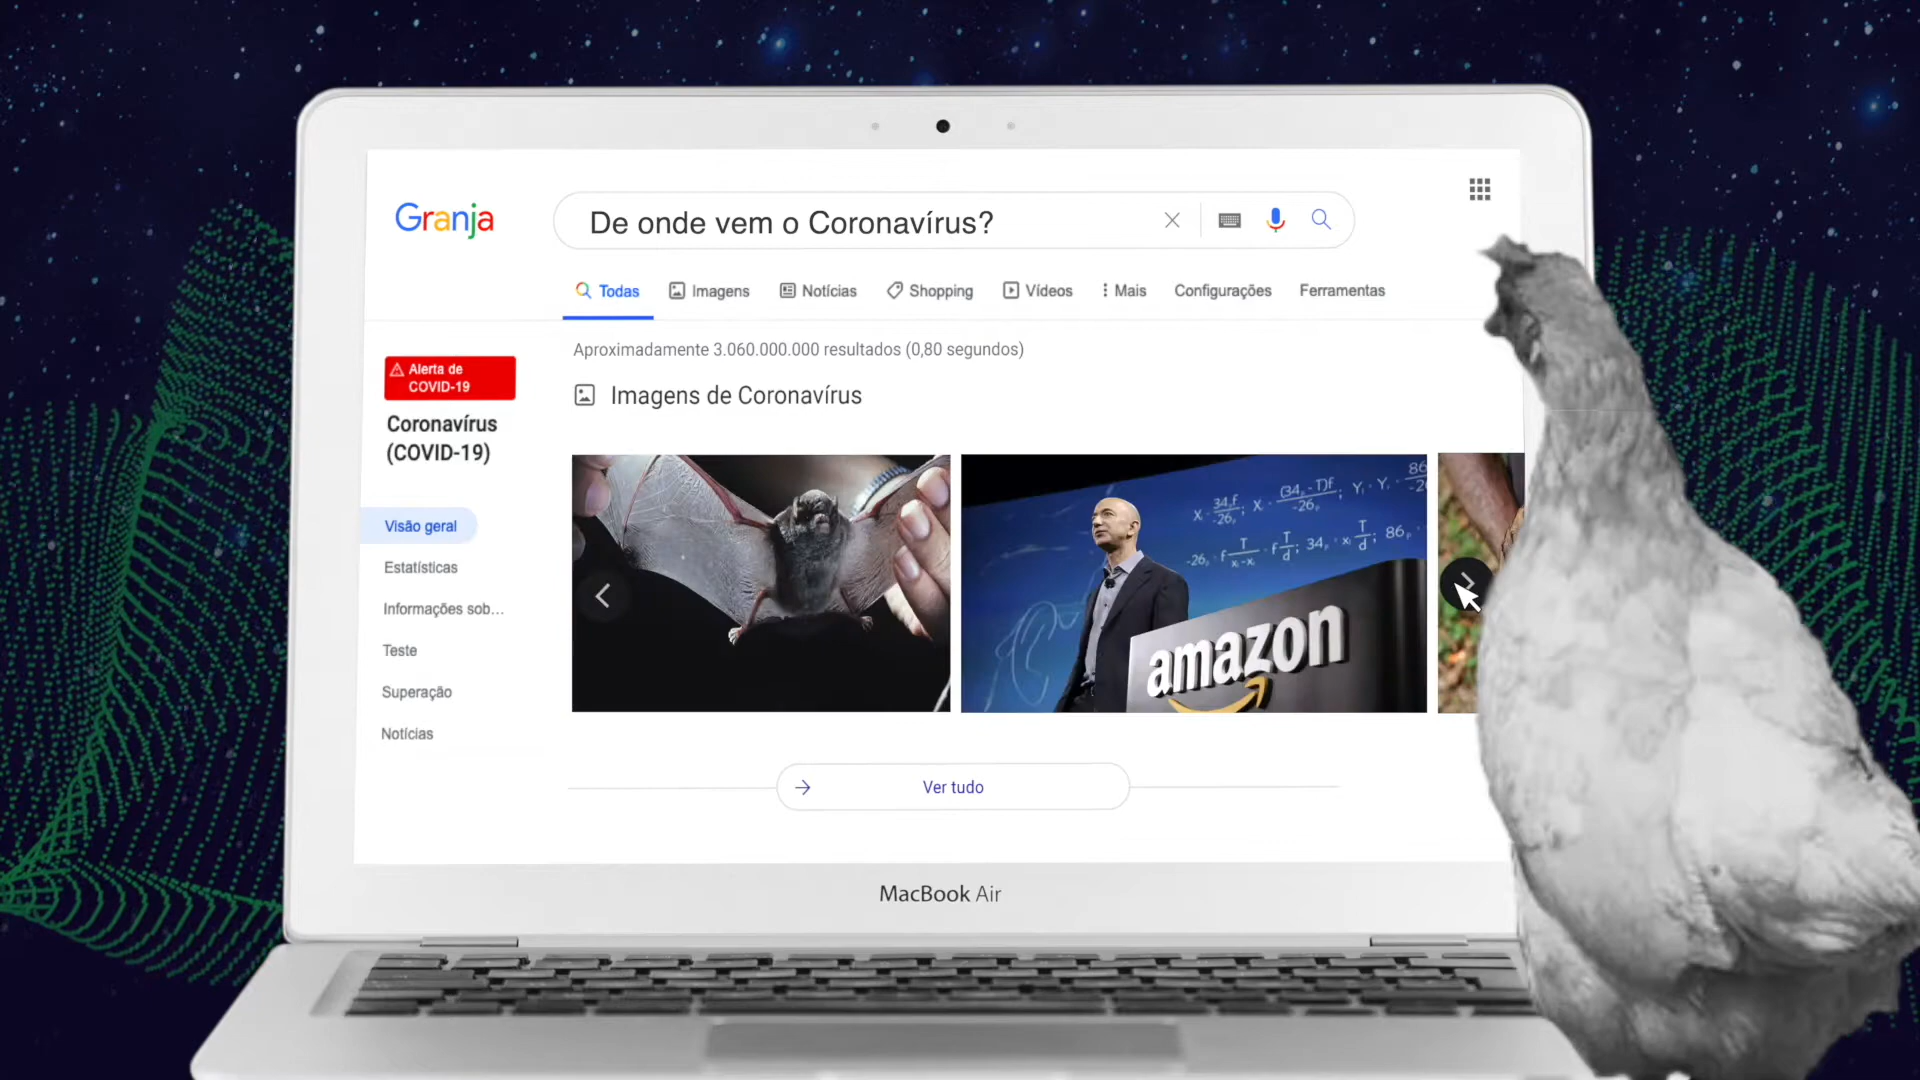 Granja
De onde vem o Coronavírus?
Todas
Imagens
Notícias
Shopping
Vídeos
Mais
Configurações
Ferramentas
Aproximadamente 3.060.000.000 resultados (0,80 segundos)
Alerta de
COVID-19
Imagens de Coronavírus
Coronavírus
(COVID-19)
Visão geral
Estatísticas
Informações sob...
Teste
Superação
Notícias
amazon
Ver tudo
MacBook Air